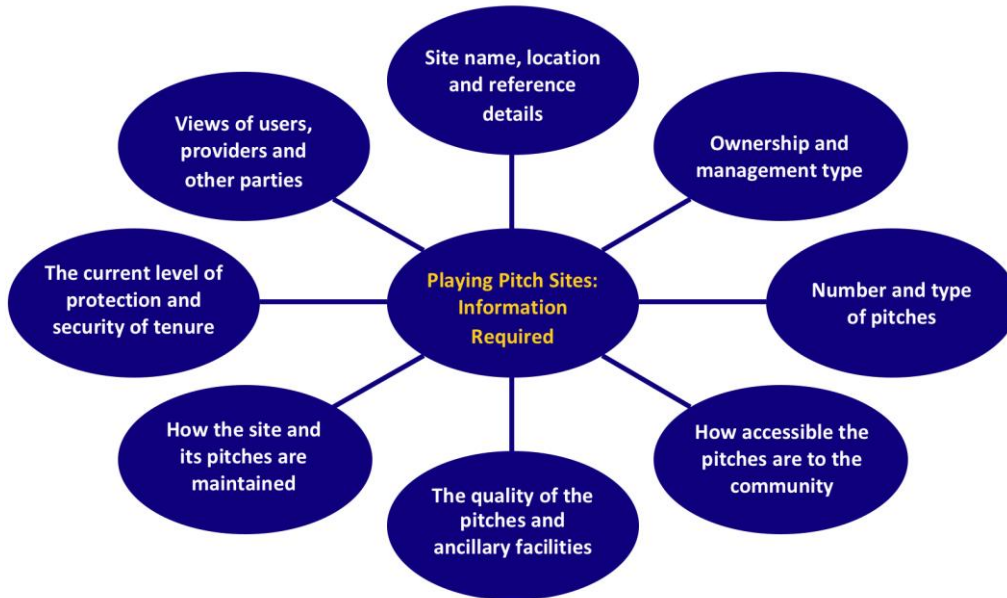 Site name, location
and reference
details
Ownership and
management type
Number and type
of pitches
How accessible the
pitches are to the
community
The quality of the
pitches and
ancillary facilities
How the site and
its pitches are
maintained
The current level of
protection and
security of tenure
Views of users,
providers and
other parties
Playing Pitch Sites:
Information
Required